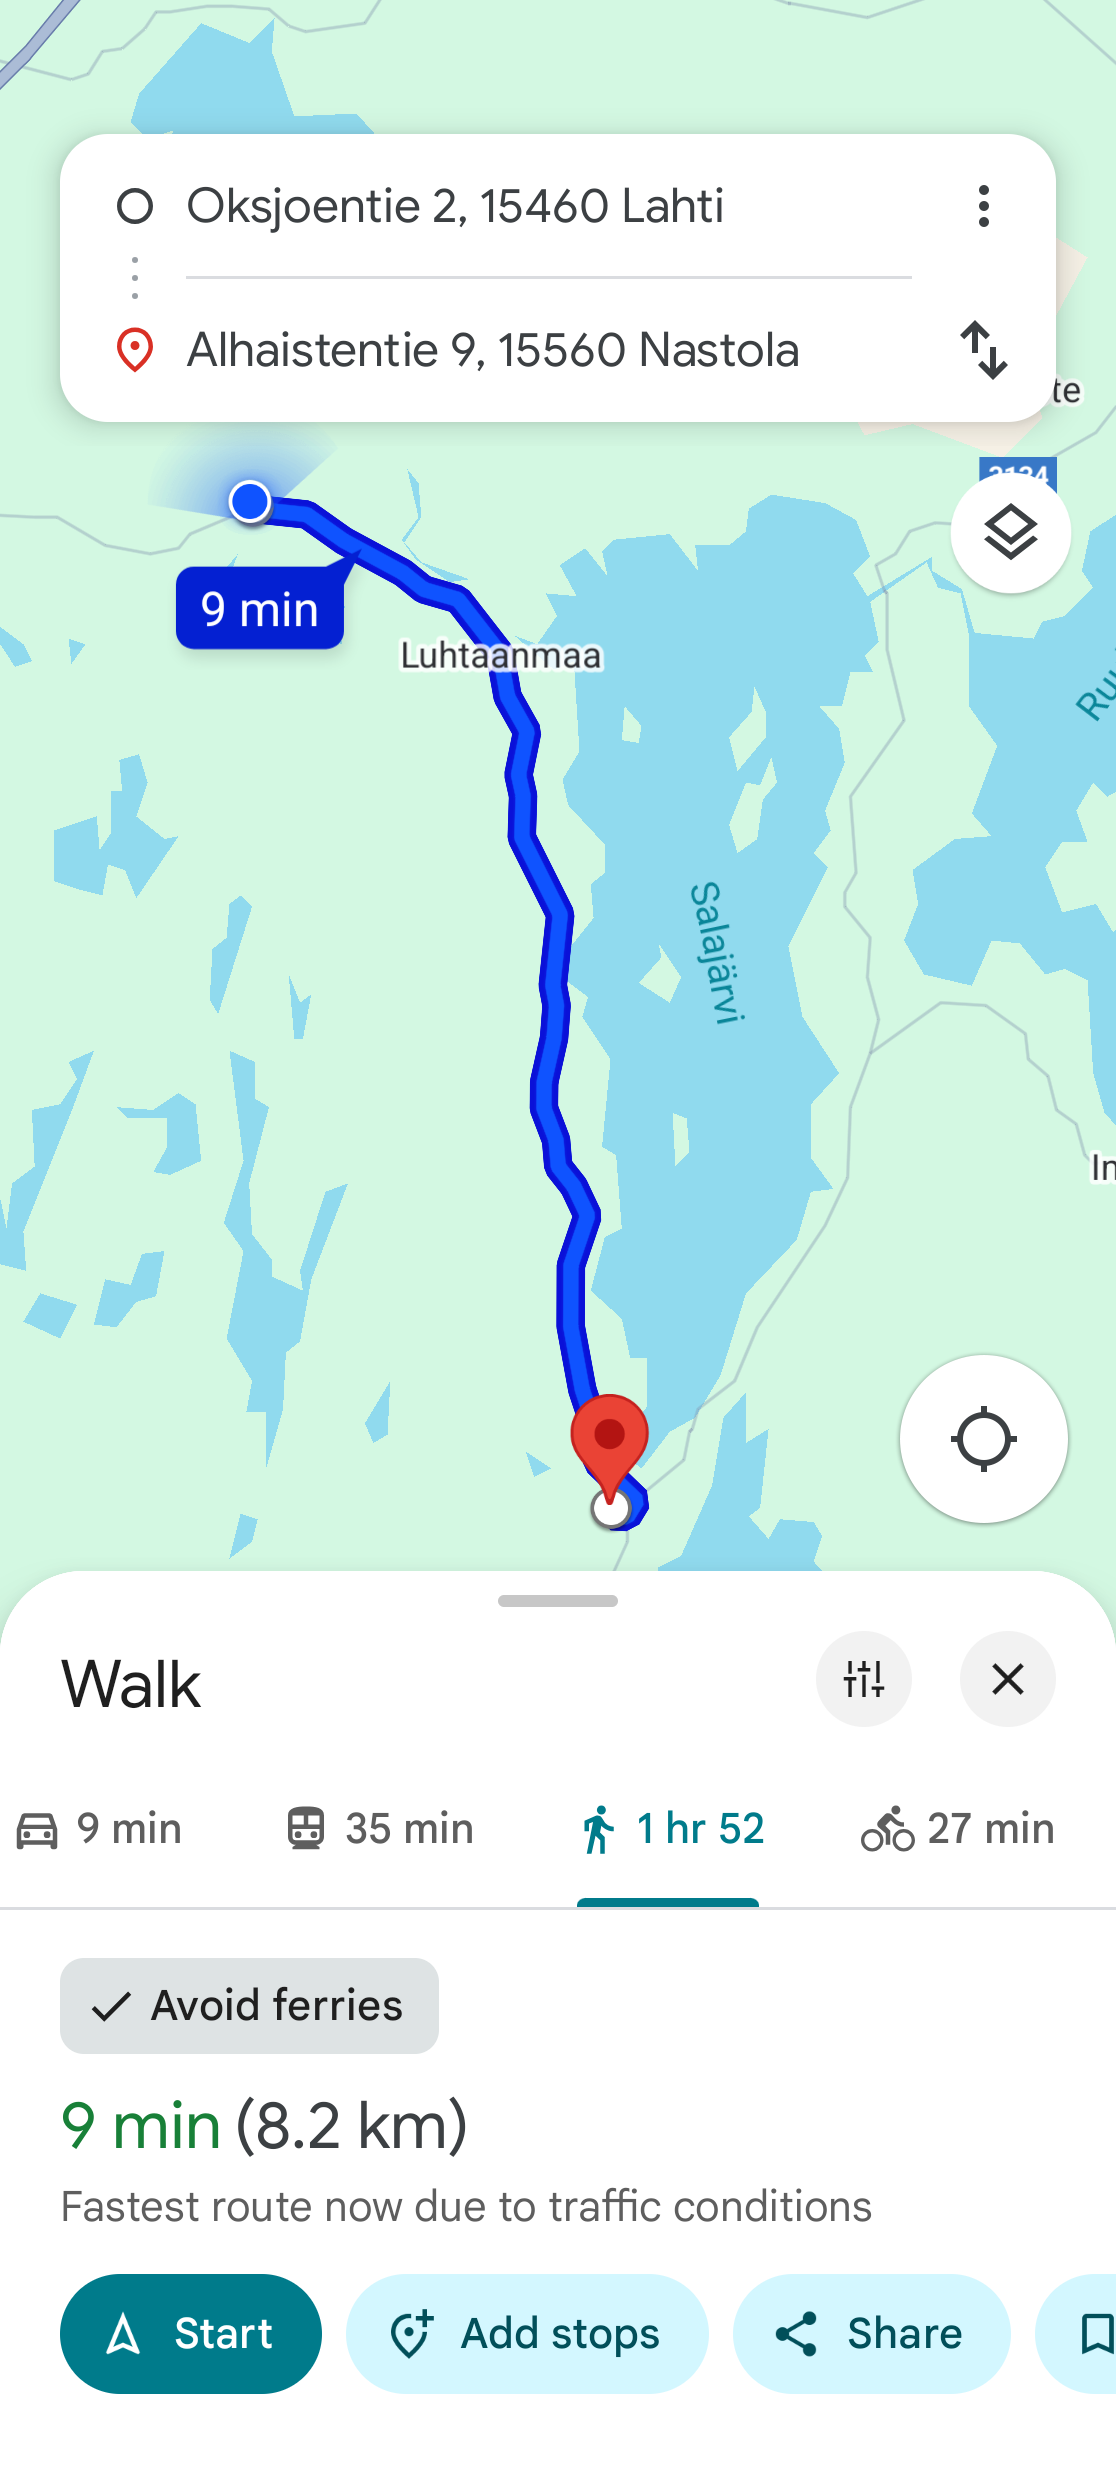 Oksjoentie 2, 15460 Lahti
Alhaistentie 9, 15560 Nastola
te
2134
9 min
Luhtaanmaa
Ruu
Salajärvi
In
Walk
9 min
35 min
1 hr 52
27 min
Avoid ferries
9 min (8.2 km)
Fastest route now due to traffic conditions
Start
Add stops
Share